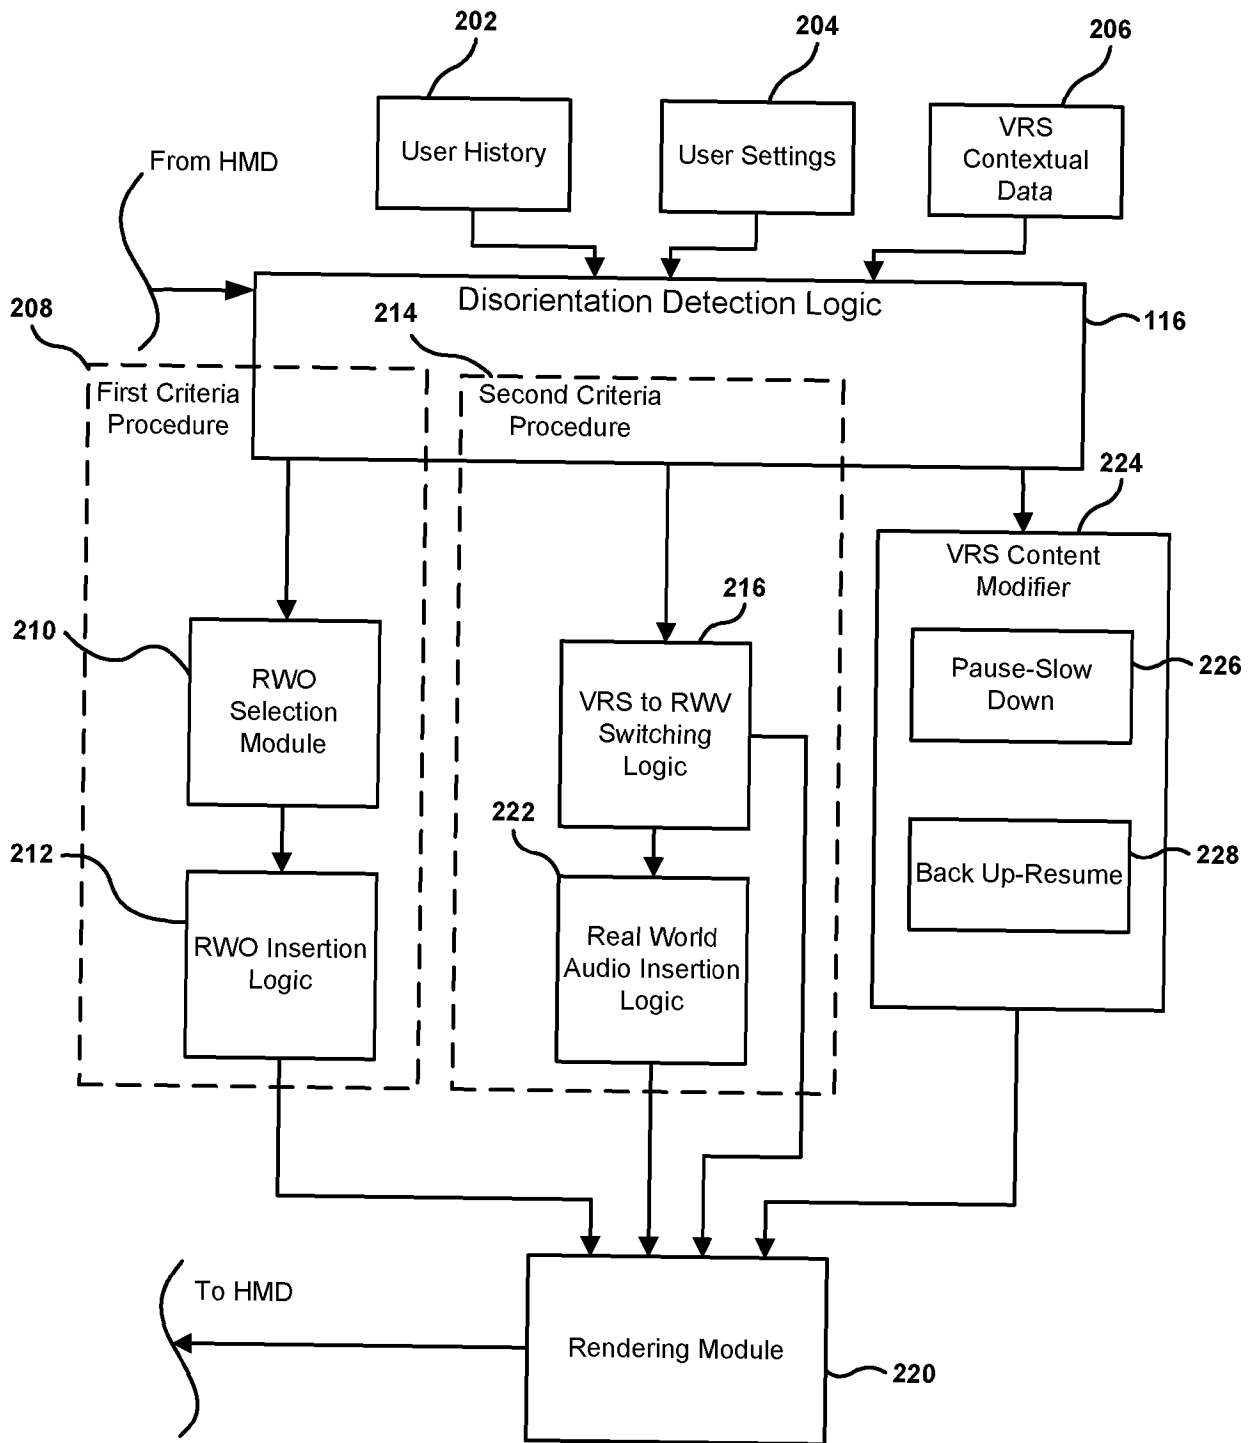 202
204
206
User History
User Settings
VRS
Contextual
Data
From HMD
Disorientation Detection Logic
208
214
116
First Criteria
Procedure
Second Criteria
Procedure
224
VRS Content
Modifier
216
210
RWO
Selection
Module
VRS to RWV
Switching
Logic
Pause-Slow
Down
226
222
212
RWO Insertion
Logic
Real World
Audio Insertion
Logic
Back Up-Resume
228
To HMD
Rendering Module
220